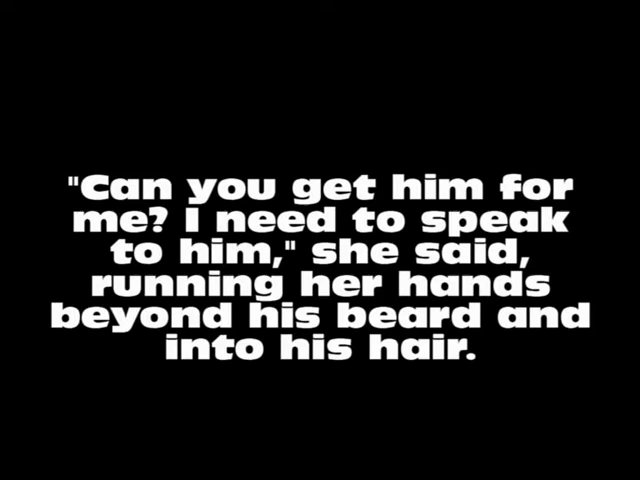 "Can you get him for
me? I need to speak
to him," she said,
running her hands
beyond his beard and
into his hair.